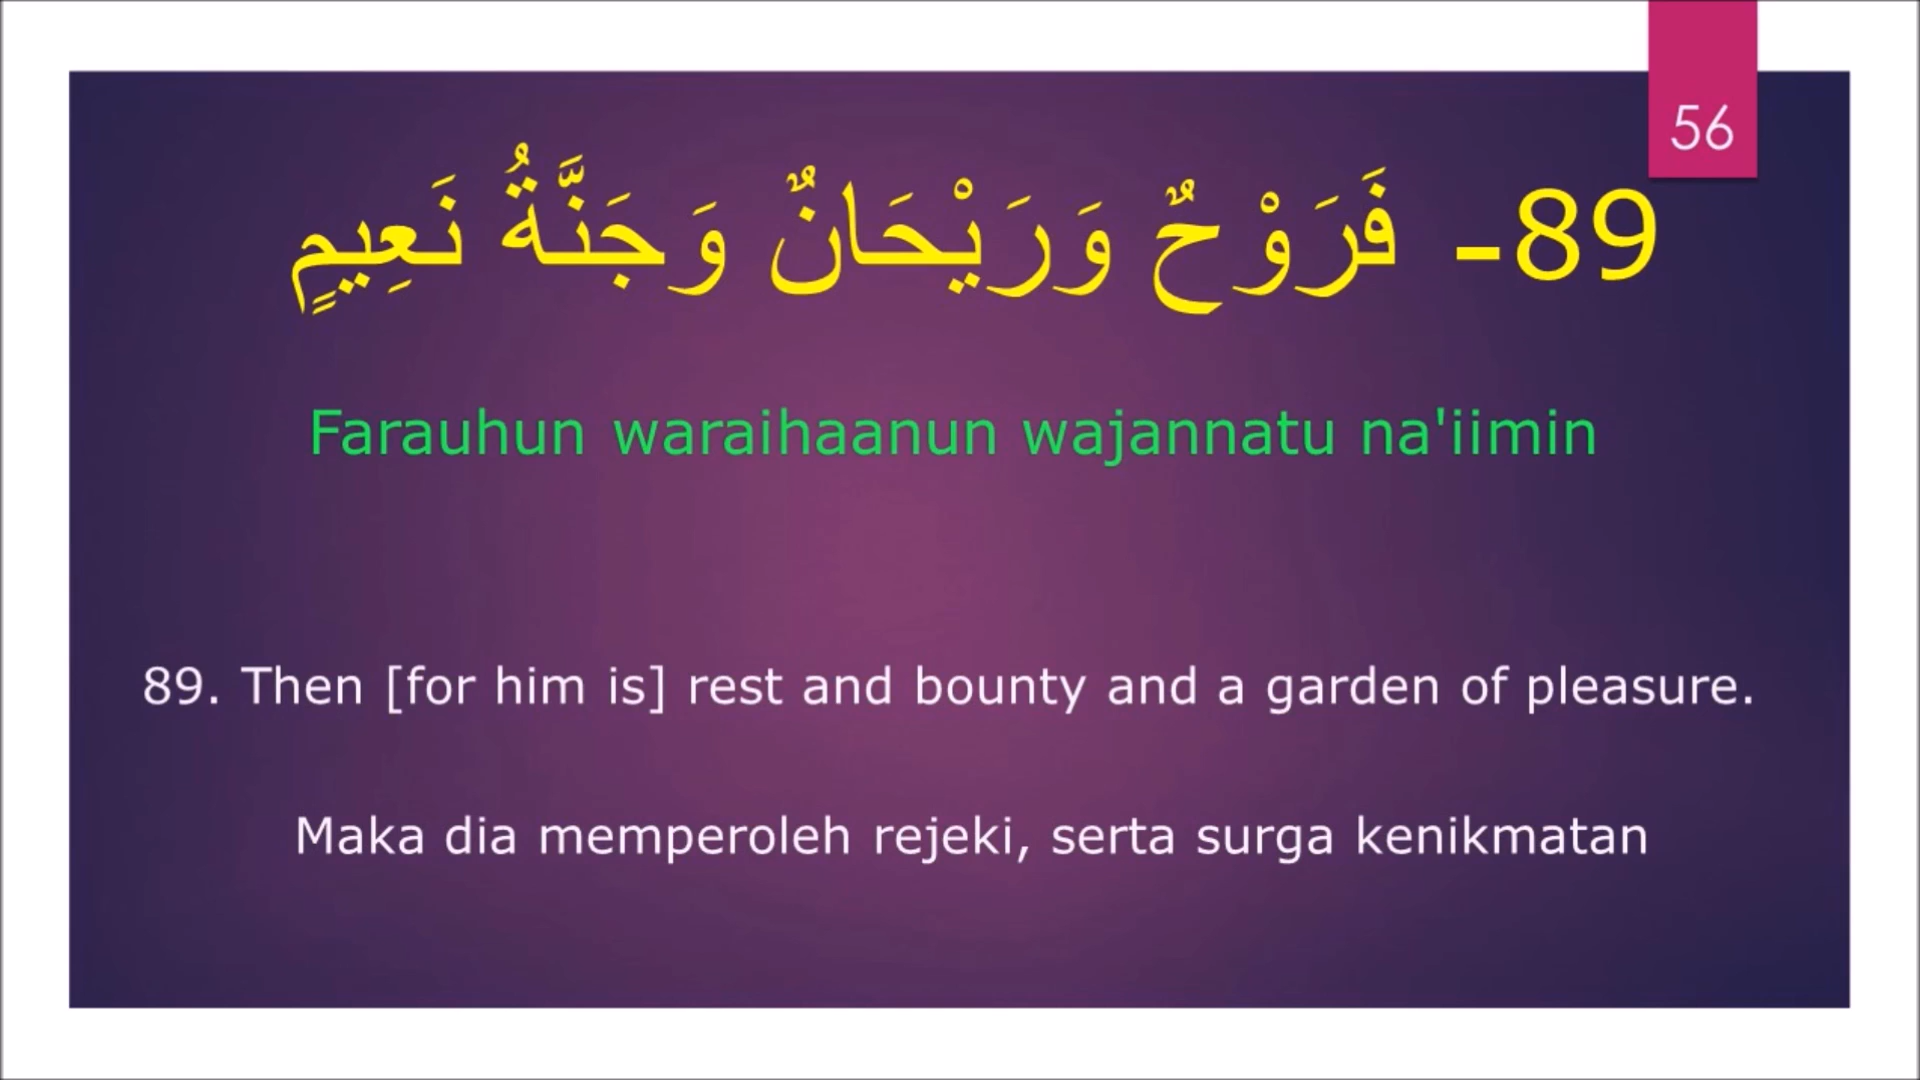 56
89- فَرَوْحٌ وَرَيْحَانٌ وَجَنَّةُ نَعِيمٍ
Farauhun waraihaanun wajannatu na'iimin
89. Then [for him is] rest and bounty and a garden of pleasure.
Maka dia memperoleh rejeki, serta surga kenikmatan